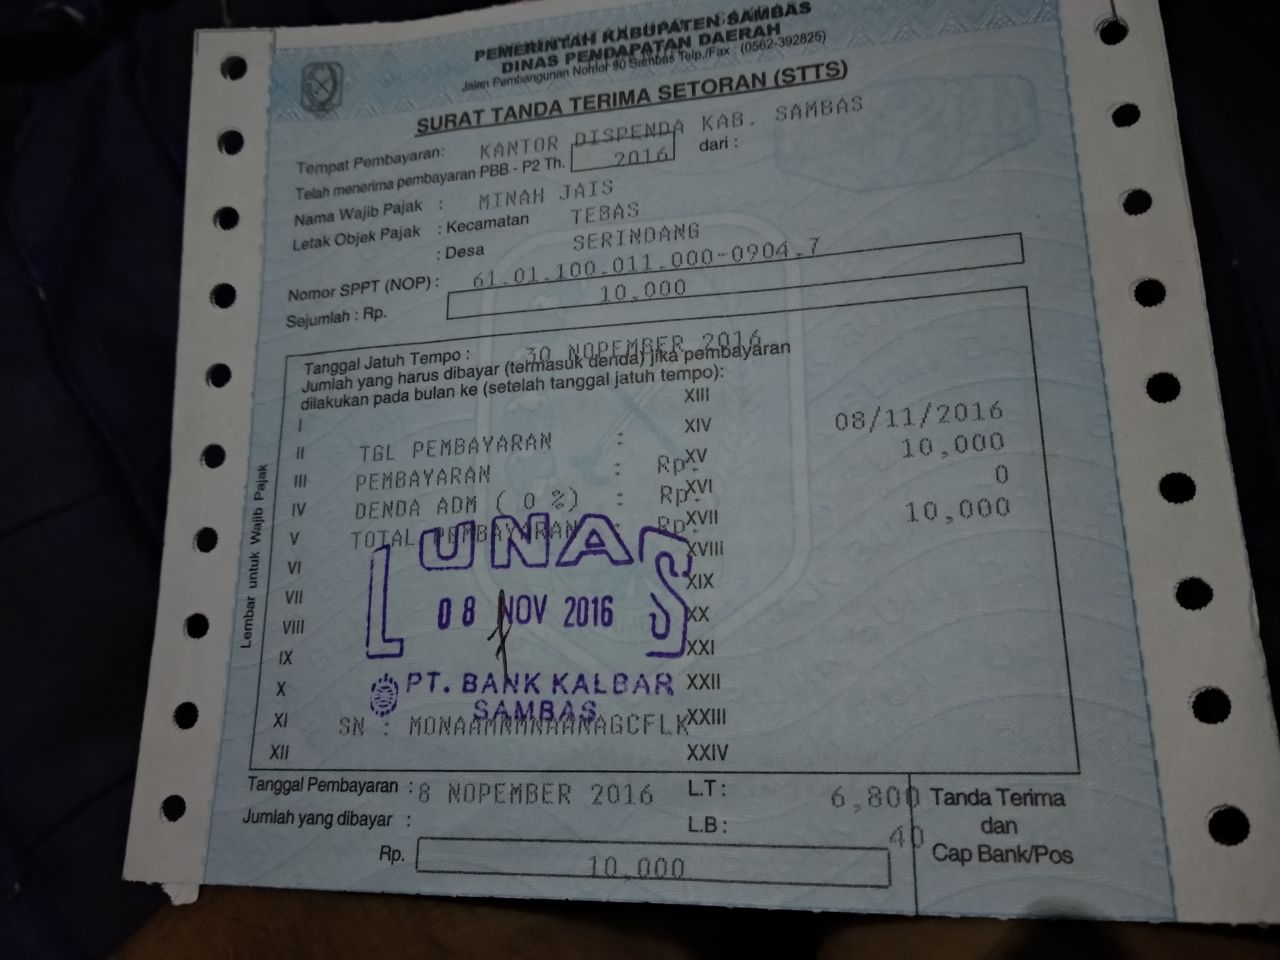 PEMERINTAH KABUPATEN SAMBAS
DINAS PENDAPATAN DAERAH
Jalan Pembangunan Nomor 90 Sambas Telp./Fax : (0562-392825)
SURAT TANDA TERIMA SETORAN (STTS)
Tempat Pembayaran: KANTOR DISPENDA KAB. SAMBAS
Telah menerima pembayaran PBB - P2 Th. 2016 dari :
Nama Wajib Pajak : MINAH JAIS
Letak Objek Pajak : Kecamatan TEBAS
: Desa SERINDANG
Nomor SPPT (NOP) : 61.01.100.011.000-0904.7
Sejumlah : Rp. 10.000
Tanggal Jatuh Tempo : 30 NOPEMBER 2016
Jumlah yang harus dibayar (termasuk denda) jika pembayaran
dilakukan pada bulan ke (setelah tanggal jatuh tempo):
I XIII
II TGL PEMBAYARAN : XIV 08/11/2016
III PEMBAYARAN : Rp. XV 10,000
IV DENDA ADM ( 0 %) : Rp. XVI 0
V TOTAL PEMBAYARAN : Rp. XVII 10,000
VI XVIII
VII XIX
VIII XX
IX XXI
X XXII
XI SN : XXIII
XII XXIV
LUNAS
08 NOV 2016
PT. BANK KALBAR
SAMBAS
Lembar untuk Wajib Pajak
Tanggal Pembayaran : 8 NOPEMBER 2016 L.T : 6,800
Jumlah yang dibayar : L.B : 40
Rp. 10,000
Tanda Terima
dan
Cap Bank/Pos